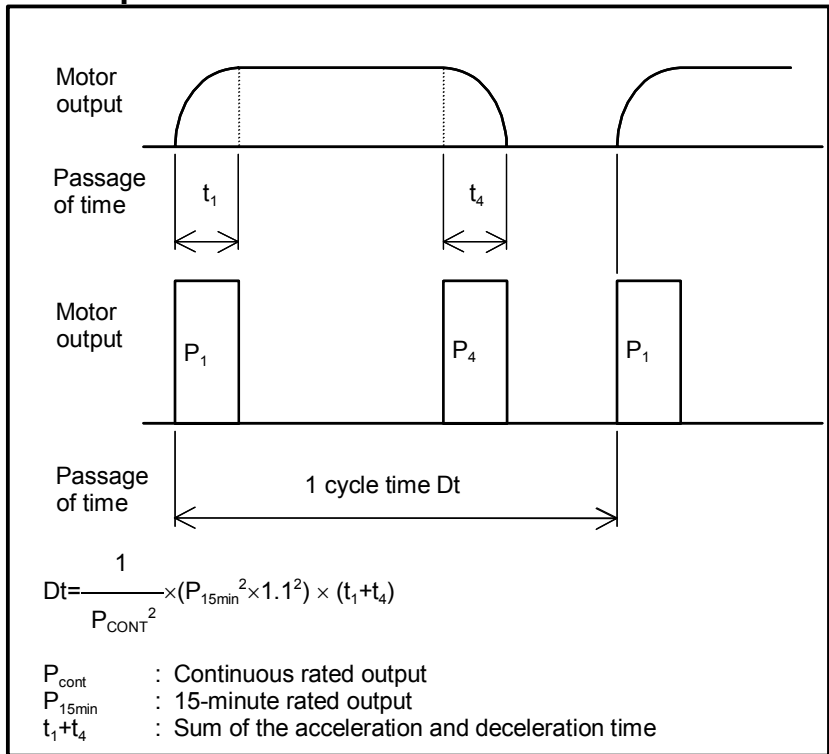 Motor
output
Passage
of time
t₁
t₄
Motor
output
P₁
P₄
P₁
Passage
of time
1 cycle time Dt
Dt=1/P_CONT²×(P₁₅ₘᵢₙ²×1.1²) × (t₁+t₄)
P_cont : Continuous rated output
P₁₅ₘᵢₙ : 15-minute rated output
t₁+t₄ : Sum of the acceleration and deceleration time